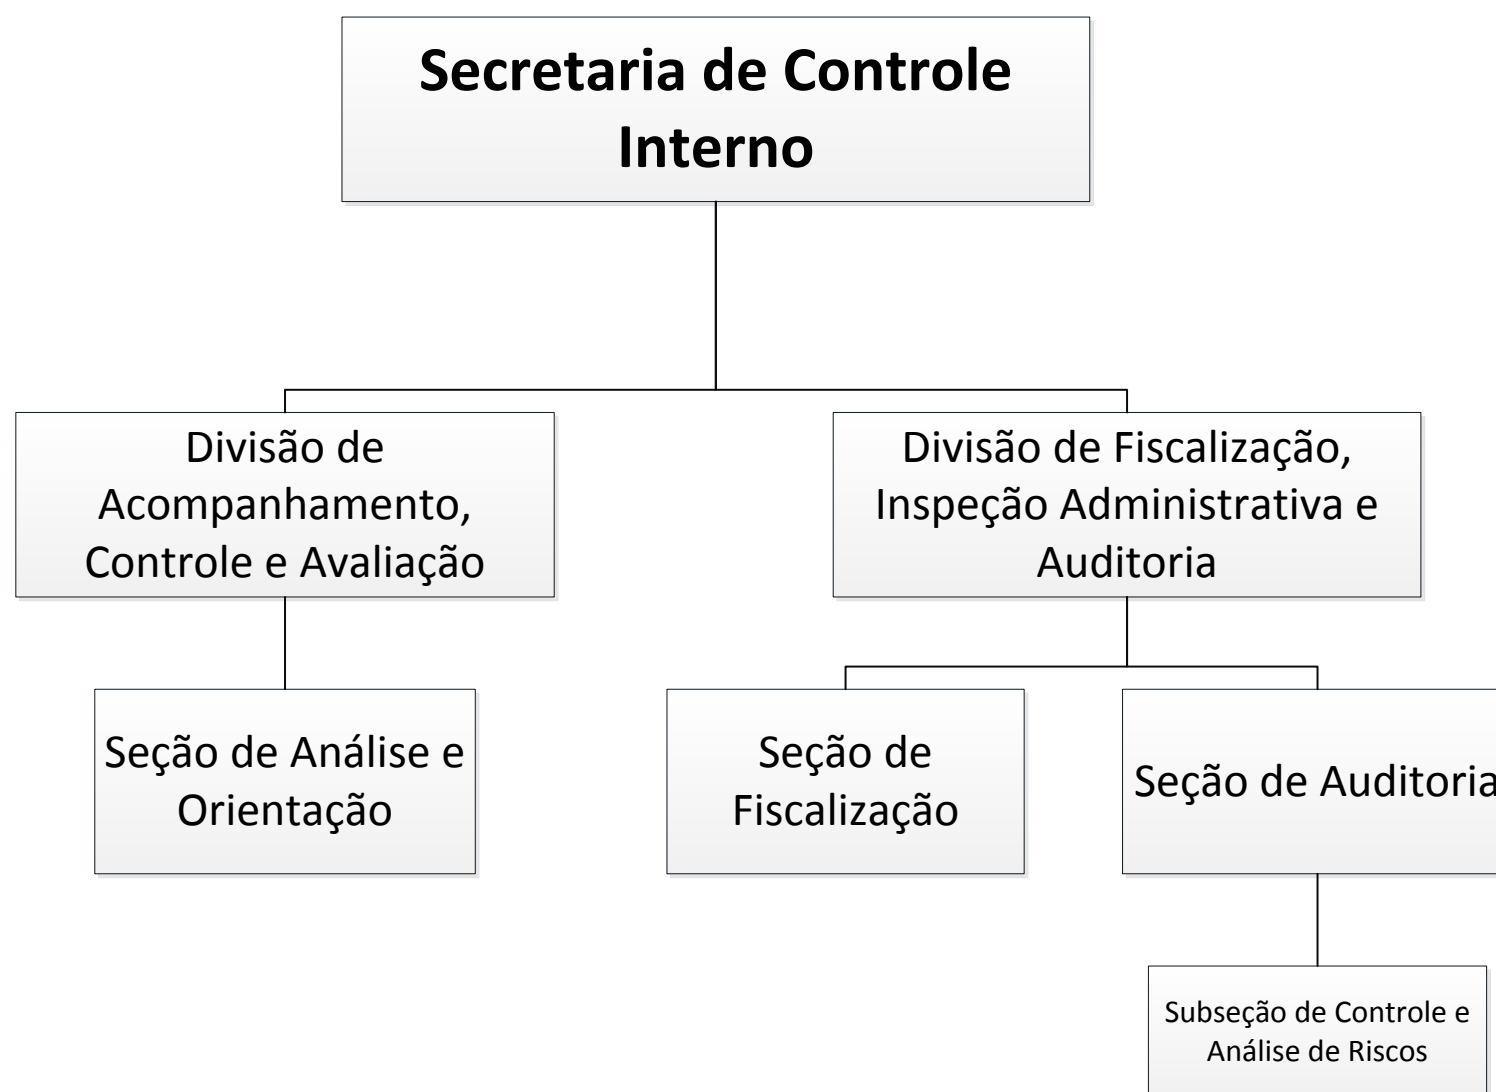 Secretaria de Controle
Interno
Divisão de
Acompanhamento,
Controle e Avaliação
Divisão de Fiscalização,
Inspeção Administrativa e
Auditoria
Seção de Análise e
Orientação
Seção de
Fiscalização
Seção de Auditoria
Subseção de Controle e
Análise de Riscos